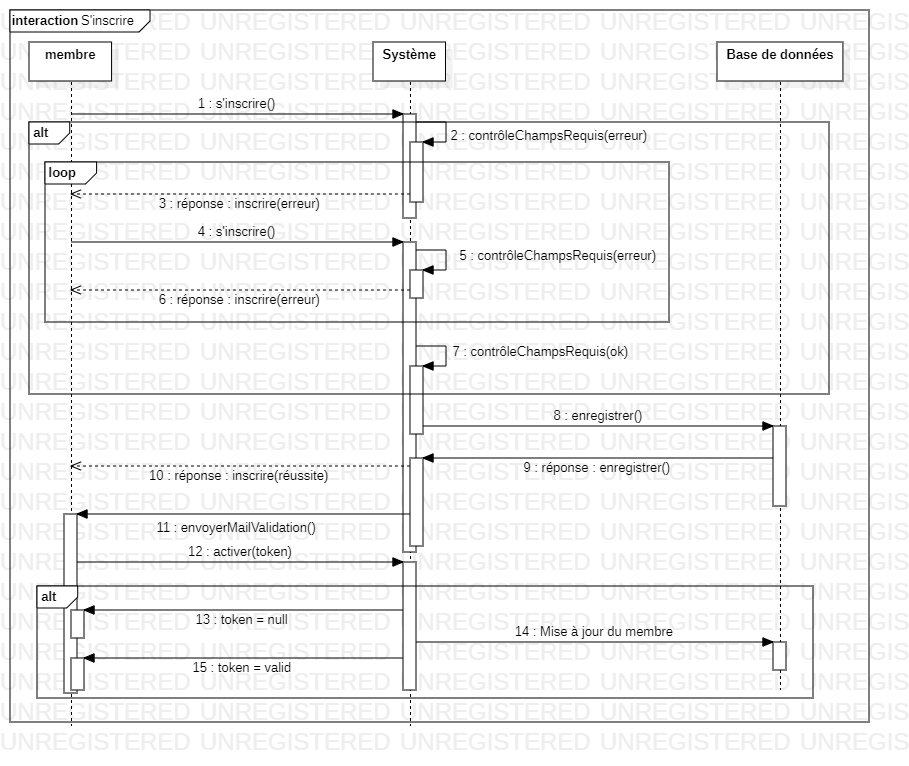 interaction S'inscrire
membre
Système
Base de données
1 : s'inscrire()
alt
2 : contrôleChampsRequis(erreur)
loop
3 : réponse : inscrire(erreur)
4 : s'inscrire()
5 : contrôleChampsRequis(erreur)
6 : réponse : inscrire(erreur)
7 : contrôleChampsRequis(ok)
8 : enregistrer()
9 : réponse : enregistrer()
10 : réponse : inscrire(réussite)
11 : envoyerMailValidation()
12 : activer(token)
alt
13 : token = null
14 : Mise à jour du membre
15 : token = valid
UNREGISTERED UNREGISTERED UNREGISTERED UNREGISTERED UNREGIS